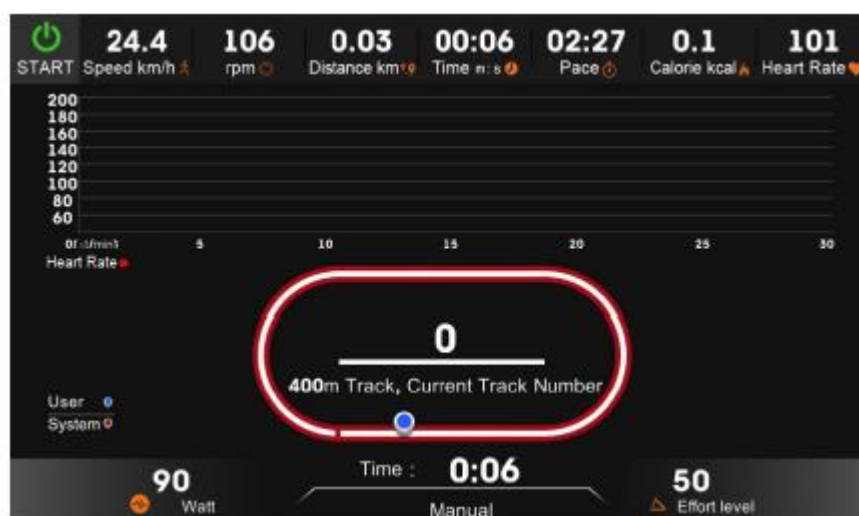 24.4 106 0.03 00:06 02:27 0.1 101
START Speed km/h rpm Distance km Time m:s Pace Calorie kcal Heart Rate
200
180
160
140
120
100
80
60
5 10 15 20 25 30
Heart Rate
0
400m Track, Current Track Number
User
System
Time : 0:06
90 50
Watt Manual Effort level